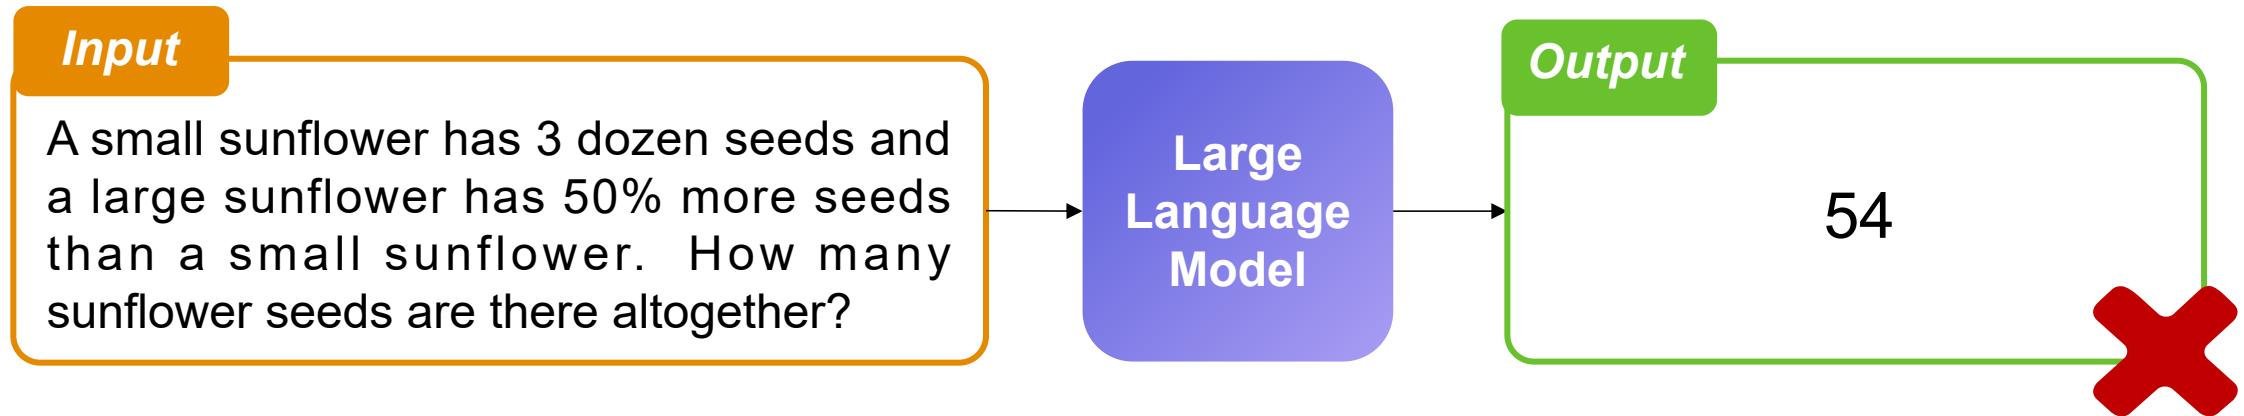 Input
A small sunflower has 3 dozen seeds and
a large sunflower has 50% more seeds
than a small sunflower. How many
sunflower seeds are there altogether?
Large
Language
Model
Output
54